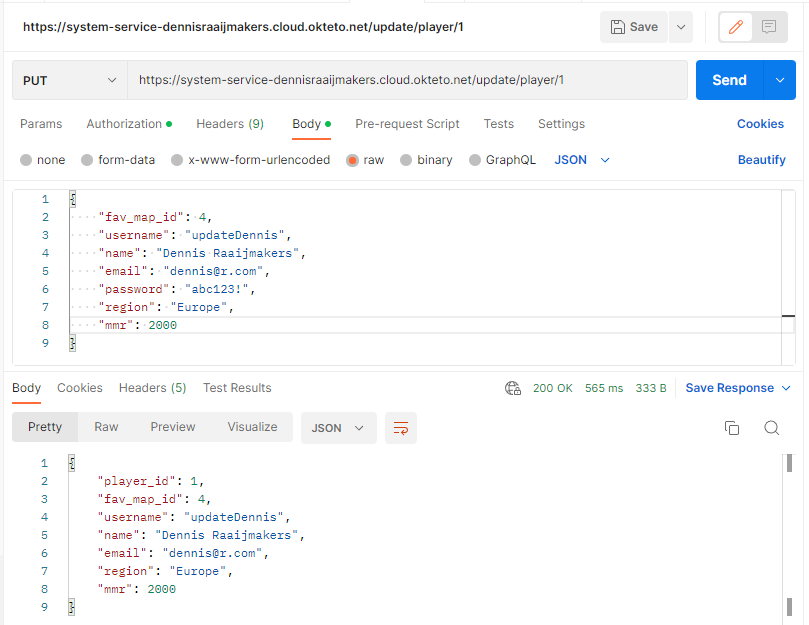 https://system-service-dennisraaijmakers.cloud.okteto.net/update/player/1 Save
PUT https://system-service-dennisraaijmakers.cloud.okteto.net/update/player/1 Send
Params Authorization Headers (9) Body Pre-request Script Tests Settings Cookies
none form-data x-www-form-urlencoded raw binary GraphQL JSON Beautify
1 {
2 ····"fav_map_id":·4,
3 ····"username":·"updateDennis",
4 ····"name":·"Dennis·Raaijmakers",
5 ····"email":·"dennis@r.com",
6 ····"password":·"abc123!",
7 ····"region":·"Europe",
8 ····"mmr":·2000
9 }
Body Cookies Headers (5) Test Results 200 OK 565 ms 333 B Save Response
Pretty Raw Preview Visualize JSON
1 {
2 "player_id": 1,
3 "fav_map_id": 4,
4 "username": "updateDennis",
5 "name": "Dennis Raaijmakers",
6 "email": "dennis@r.com",
7 "region": "Europe",
8 "mmr": 2000
9 }